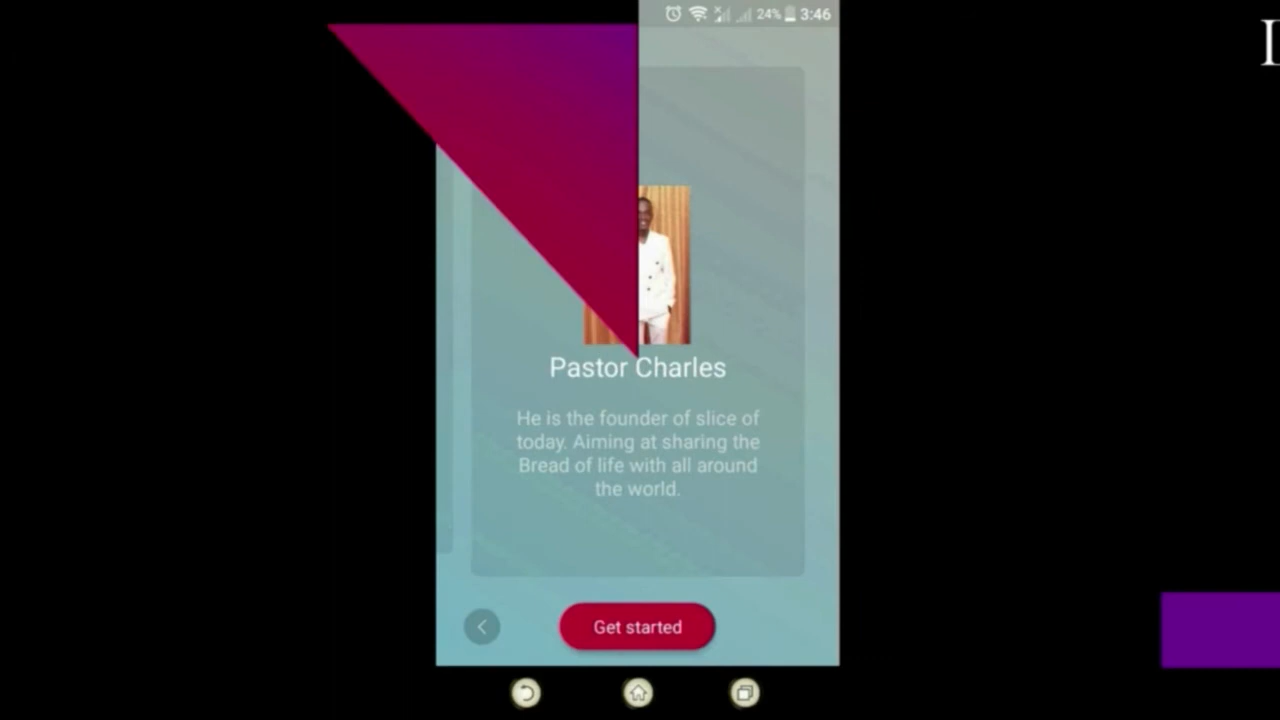 24% 3:46
Pastor Charles
He is the founder of slice of
today. Aiming at sharing the
Bread of life with all around
the world.
Get started